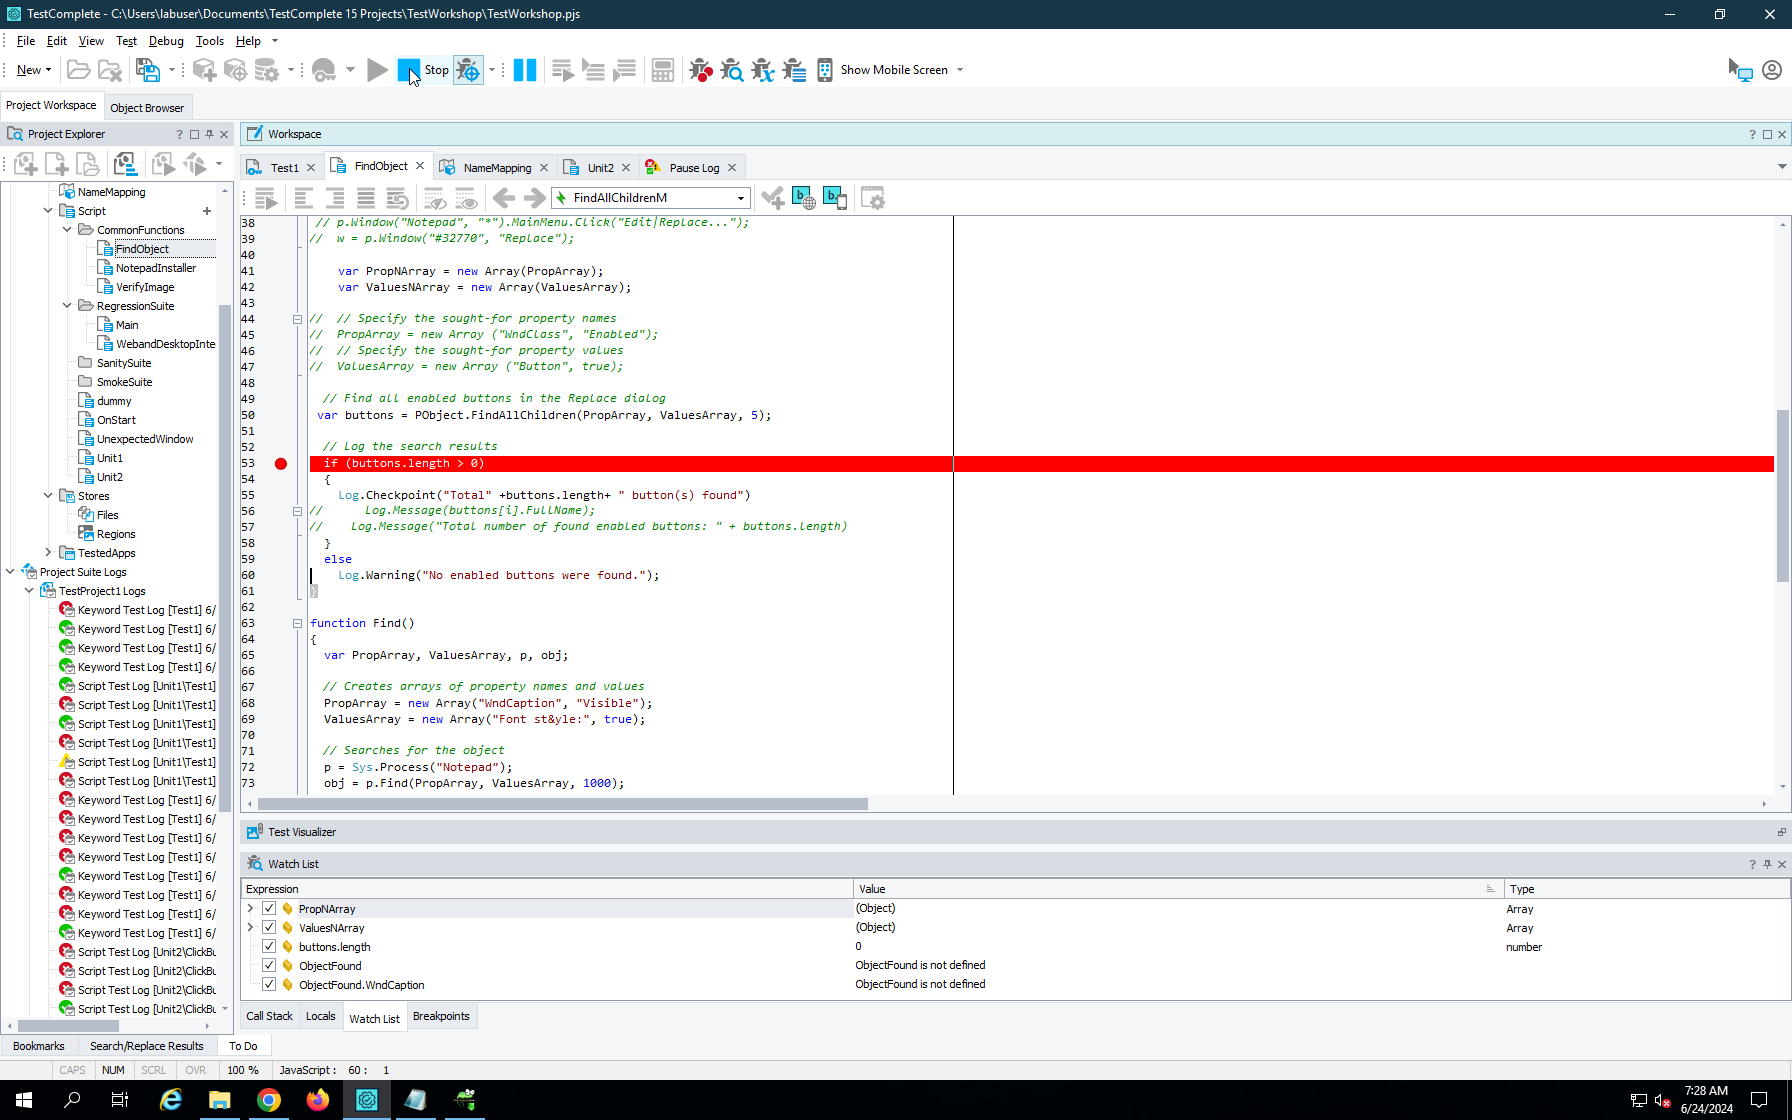 TestComplete - C:\Users\labuser\Documents\TestComplete 15 Projects\TestWorkshop\TestWorkshop.pjs
File Edit View Test Debug Tools Help
New Stop Show Mobile Screen
Project Workspace Object Browser
Project Explorer
Workspace
Test1 FindObject NameMapping Unit2 Pause Log
FindAllChildrenM
NameMapping
Script
CommonFunctions
FindObject
NotepadInstaller
VerifyImage
RegressionSuite
Main
WebandDesktopInte
SanitySuite
SmokeSuite
dummy
OnStart
UnexpectedWindow
Unit1
Unit2
Stores
Files
Regions
TestedApps
Project Suite Logs
TestProject1 Logs
Keyword Test Log [Test1] 6/
Keyword Test Log [Test1] 6/
Keyword Test Log [Test1] 6/
Keyword Test Log [Test1] 6/
Script Test Log [Unit1\Test1]
Script Test Log [Unit1\Test1]
Script Test Log [Unit1\Test1]
Script Test Log [Unit1\Test1]
Script Test Log [Unit1\Test1]
Script Test Log [Unit1\Test1]
Keyword Test Log [Test1] 6/
Keyword Test Log [Test1] 6/
Keyword Test Log [Test1] 6/
Keyword Test Log [Test1] 6/
Keyword Test Log [Test1] 6/
Keyword Test Log [Test1] 6/
Keyword Test Log [Test1] 6/
Keyword Test Log [Test1] 6/
Script Test Log [Unit2\ClickBu
Script Test Log [Unit2\ClickBu
Script Test Log [Unit2\ClickBu
Script Test Log [Unit2\ClickBu
38 // p.Window("Notepad", "*").MainMenu.Click("Edit|Replace...");
39 // w = p.Window("#32770", "Replace");
40
41 var PropNArray = new Array(PropArray);
42 var ValuesNArray = new Array(ValuesArray);
43
44 // // Specify the sought-for property names
45 // PropArray = new Array ("WndClass", "Enabled");
46 // // Specify the sought-for property values
47 // ValuesArray = new Array ("Button", true);
48
49 // Find all enabled buttons in the Replace dialog
50 var buttons = PObject.FindAllChildren(PropArray, ValuesArray, 5);
51
52 // Log the search results
53 if (buttons.length > 0)
54 {
55 Log.Checkpoint("Total" +buttons.length+ " button(s) found")
56 // Log.Message(buttons[i].FullName);
57 // Log.Message("Total number of found enabled buttons: " + buttons.length)
58 }
59 else
60 Log.Warning("No enabled buttons were found.");
61 }
62
63 function Find()
64 {
65 var PropArray, ValuesArray, p, obj;
66
67 // Creates arrays of property names and values
68 PropArray = new Array("WndCaption", "Visible");
69 ValuesArray = new Array("Font st&yle:", true);
70
71 // Searches for the object
72 p = Sys.Process("Notepad");
73 obj = p.Find(PropArray, ValuesArray, 1000);
Test Visualizer
Watch List
Expression Value Type
PropNArray (Object) Array
ValuesNArray (Object) Array
buttons.length 0 number
ObjectFound ObjectFound is not defined
ObjectFound.WndCaption ObjectFound is not defined
Call Stack Locals Watch List Breakpoints
Bookmarks Search/Replace Results To Do
CAPS NUM SCRL OVR 100 % JavaScript : 60 : 1
7:28 AM
6/24/2024